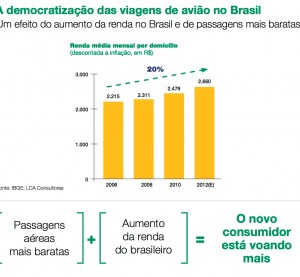 A democratização das viagens de avião no Brasil
Um efeito do aumento da renda no Brasil e de passagens mais baratas
Renda média mensal por domicílio
(descontada a inflação, em R$)
20%
3.000
2.000
1.000
0
2.215
2.311
2.479
2.660
2006
2008
2010
2012(E)
Fonte: IBGE; LCA Consultores
Passagens
aéreas
mais baratas
+
Aumento
da renda
do brasileiro
=
O novo
consumidor
está voando
mais